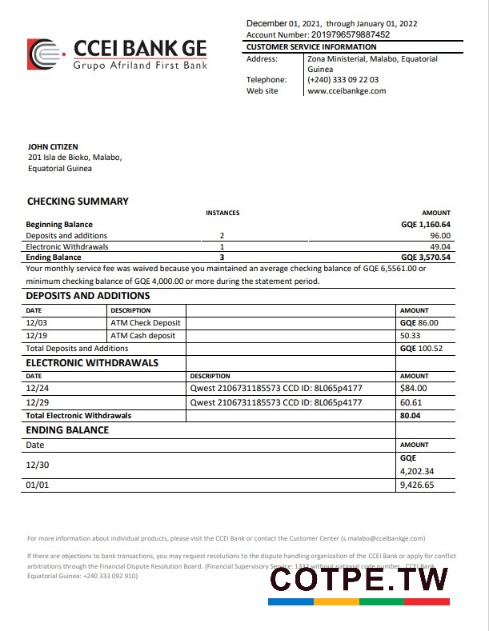 CCEI BANK GE
Grupo Afriland First Bank
December 01, 2021, through January 01, 2022
Account Number: 2019796579887452
CUSTOMER SERVICE INFORMATION
Address: Zona Ministerial, Malabo, Equatorial
Guinea
Telephone: (+240) 333 09 22 03
Web site www.cceibankge.com
JOHN CITIZEN
201 Isla de Bioko, Malabo,
Equatorial Guinea
CHECKING SUMMARY
INSTANCES AMOUNT
Beginning Balance GQE 1,160.64
Deposits and additions 2 96.00
Electronic Withdrawals 1 49.04
Ending Balance 3 GQE 3,570.54
Your monthly service fee was waived because you maintained an average checking balance of GQE 6,5561.00 or
minimum checking balance of GQE 4,000.00 or more during the statement period.
DEPOSITS AND ADDITIONS
DATE DESCRIPTION AMOUNT
12/03 ATM Check Deposit GQE 86.00
12/19 ATM Cash deposit 50.33
Total Deposits and Additions GQE 100.52
ELECTRONIC WITHDRAWALS
DATE DESCRIPTION AMOUNT
12/24 Qwest 2106731185573 CCD ID: 8L065p4177 $84.00
12/29 Qwest 2106731185573 CCD ID: 8L065p4177 60.61
Total Electronic Withdrawals 80.04
ENDING BALANCE
Date AMOUNT
12/30 GQE
4,202.34
01/01 9,426.65
For more information about individual products, please visit the CCEI Bank or contact the Customer Center (s.malabo@cceibankge.com)
If there are objections to bank transactions, you may request resolutions to the dispute handling organization of the CCEI Bank or apply for conflict
arbitrations through the Financial Dispute Resolution Board. (Financial Supervisory Service: 1332 without national code number, CCEI Bank
Equatorial Guinea: +240 333 092 910)
COTPE.TW